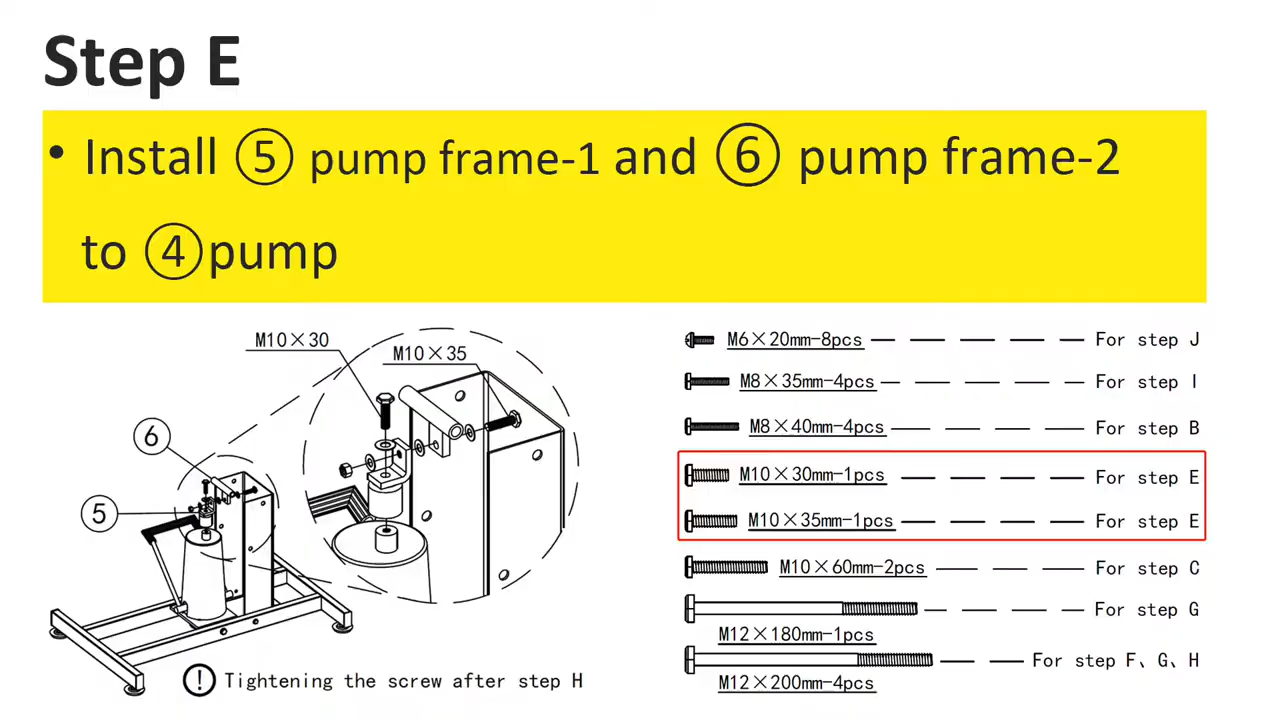 Step E
• Install ⑤ pump frame-1 and ⑥ pump frame-2
to ④pump
M10×30
M10×35
6
5
! Tightening the screw after step H
M6×20mm-8pcs For step J
M8×35mm-4pcs For step I
M8×40mm-4pcs For step B
M10×30mm-1pcs For step E
M10×35mm-1pcs For step E
M10×60mm-2pcs For step C
For step G
M12×180mm-1pcs
For step F、G、H
M12×200mm-4pcs